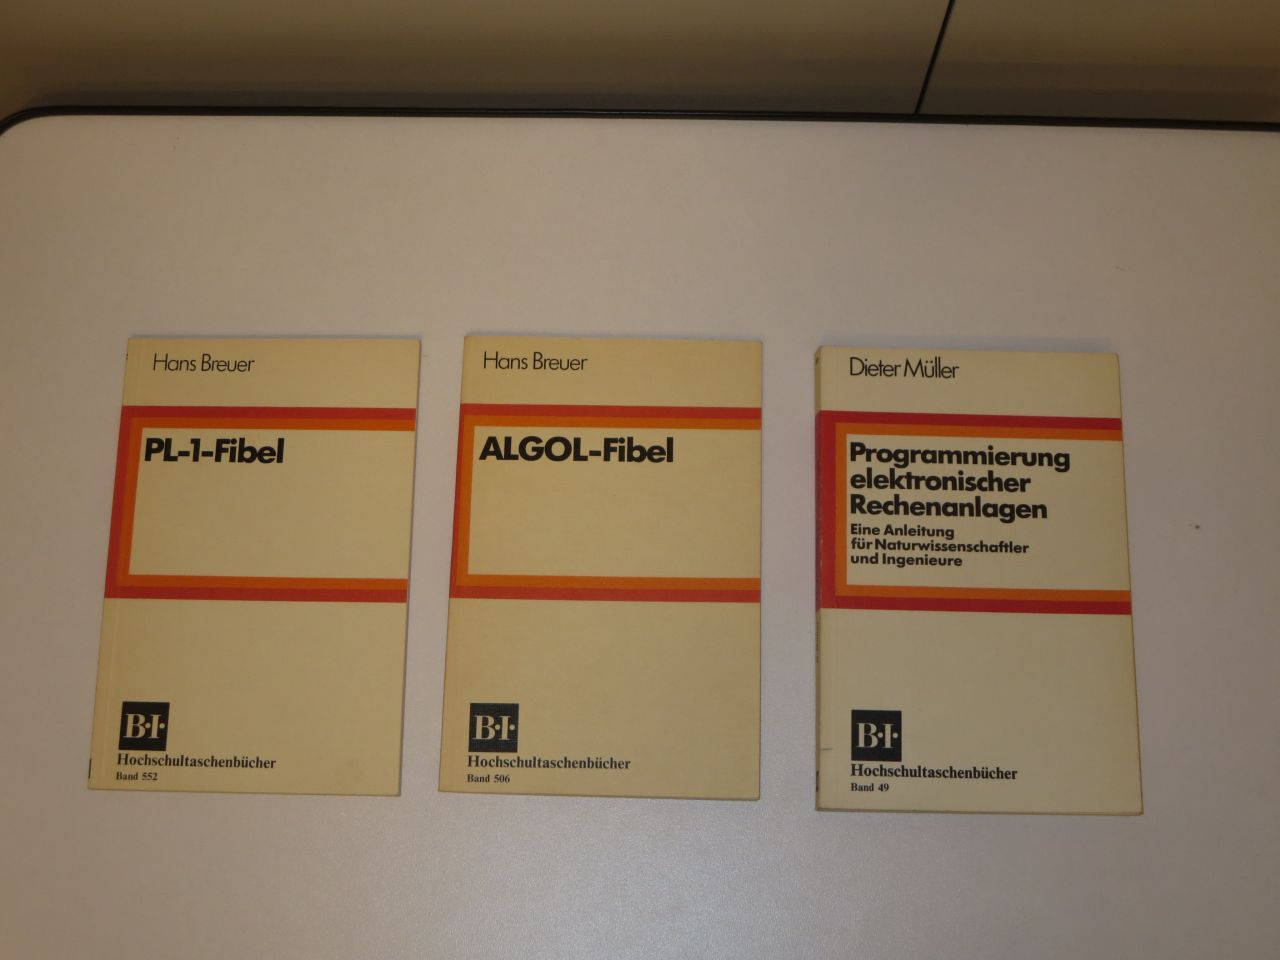 Hans Breuer
PL-1-Fibel
B·I·
Hochschultaschenbücher
Band 552
Hans Breuer
ALGOL-Fibel
B·I·
Hochschultaschenbücher
Band 506
Dieter Müller
Programmierung
elektronischer
Rechenanlagen
Eine Anleitung
für Naturwissenschaftler
und Ingenieure
B·I·
Hochschultaschenbücher
Band 49